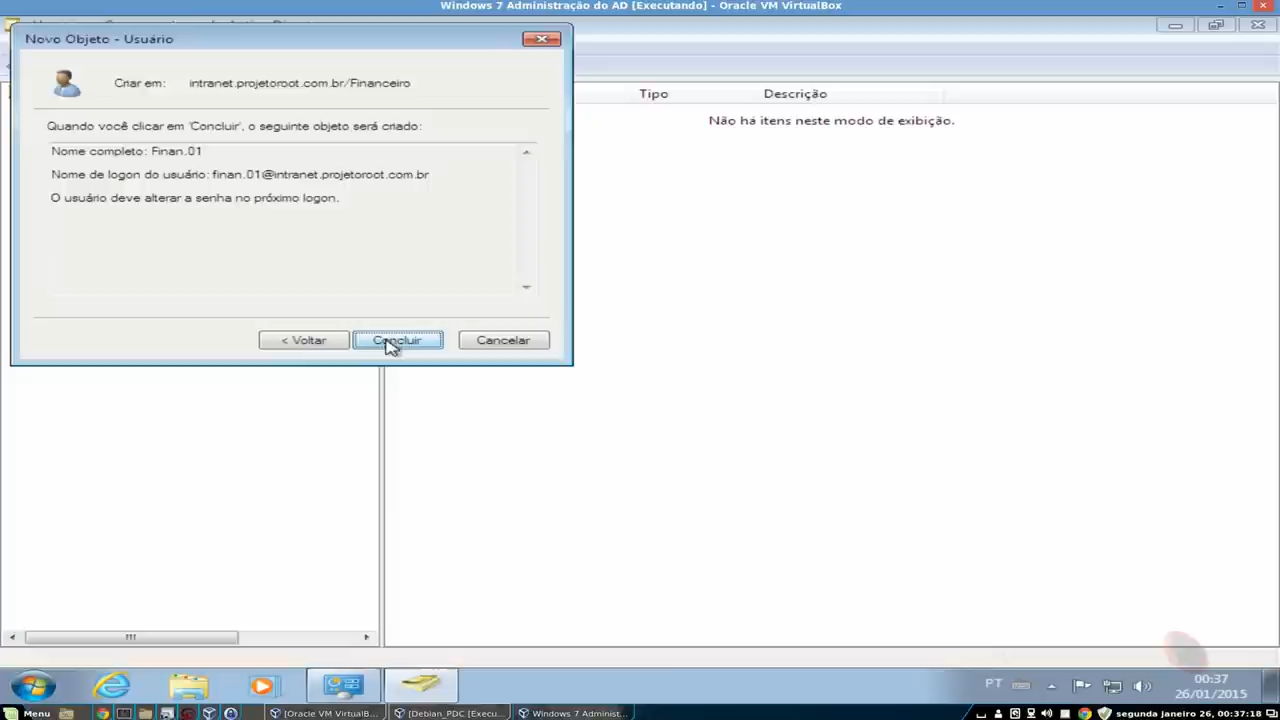 Windows 7 Administração do AD [Executando] - Oracle VM VirtualBox
Novo Objeto - Usuário
Criar em: intranet.projetoroot.com.br/Financeiro
Quando você clicar em 'Concluir', o seguinte objeto será criado:
Nome completo: Finan.01
Nome de logon do usuário: finan.01@intranet.projetoroot.com.br
O usuário deve alterar a senha no próximo logon.
< Voltar
Concluir
Cancelar
Tipo
Descrição
Não há itens neste modo de exibição.
PT
00:37
26/01/2015
Menu
[Oracle VM VirtualB...
[Debian_PDC [Execu...
Windows 7 Administ...
segunda Janeiro 26, 00:37:18